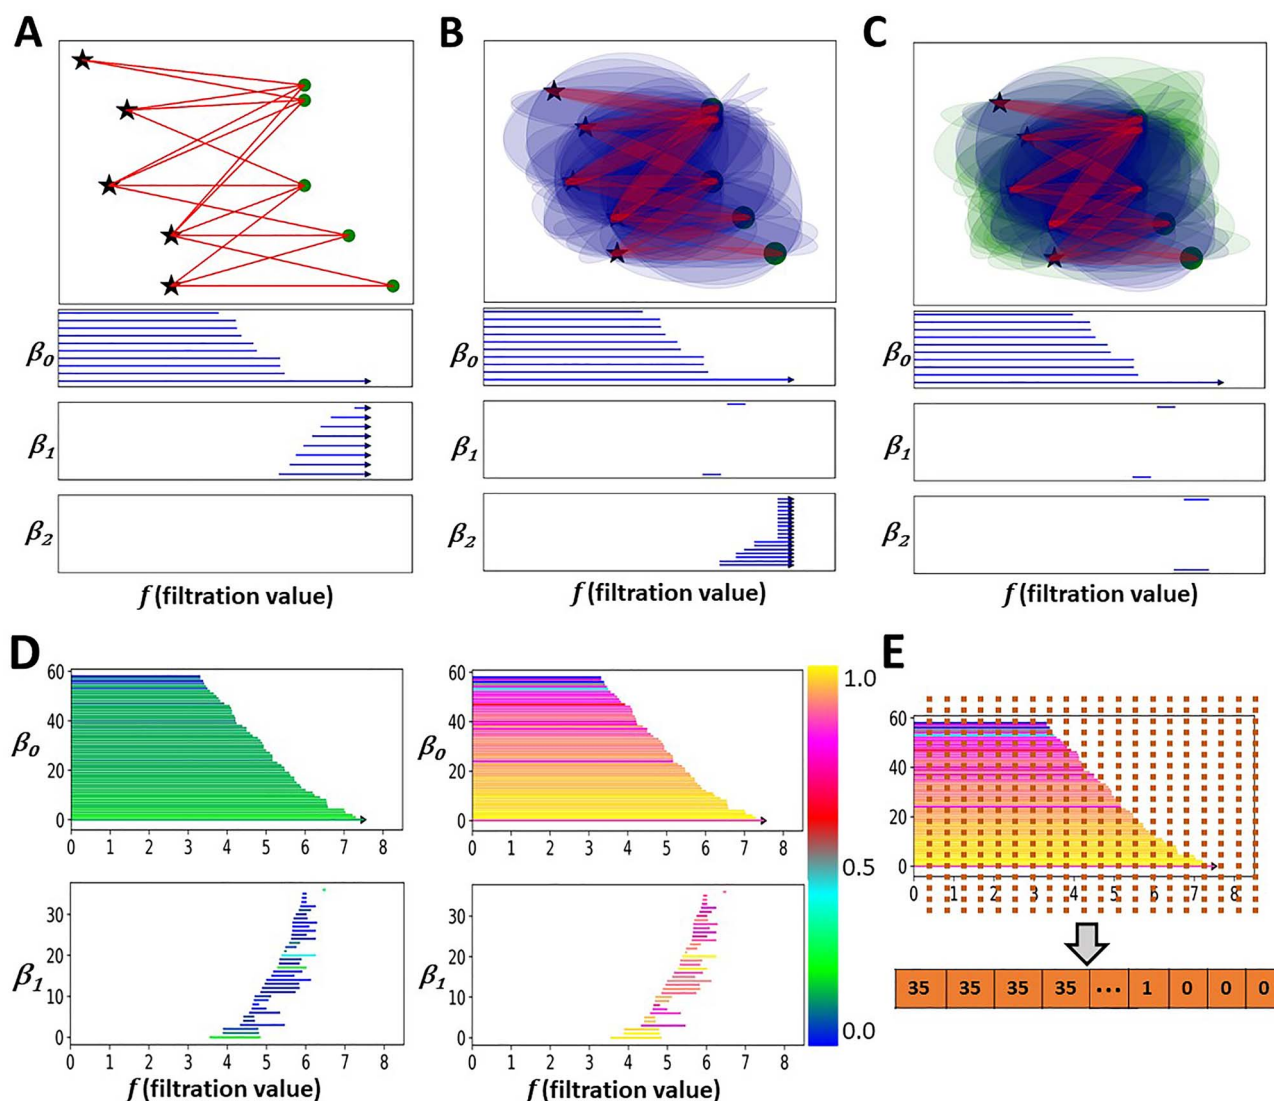 A B C
β0 β0 β0
β1 β1 β1
β2 β2 β2
f (filtration value) f (filtration value) f (filtration value)
D E
60 60 1.0 60
β0 40 β0 40 40
20 20 20
0 0 0.5 0
0 1 2 3 4 5 6 7 8 0 1 2 3 4 5 6 7 8 0 1 2 3 4 5 6 7 8
30 30
20 20
β1 10 β1 10
0 0 0.0
35 35 35 35 ... 1 0 0 0
0 1 2 3 4 5 6 7 8 0 1 2 3 4 5 6 7 8
f (filtration value) f (filtration value)